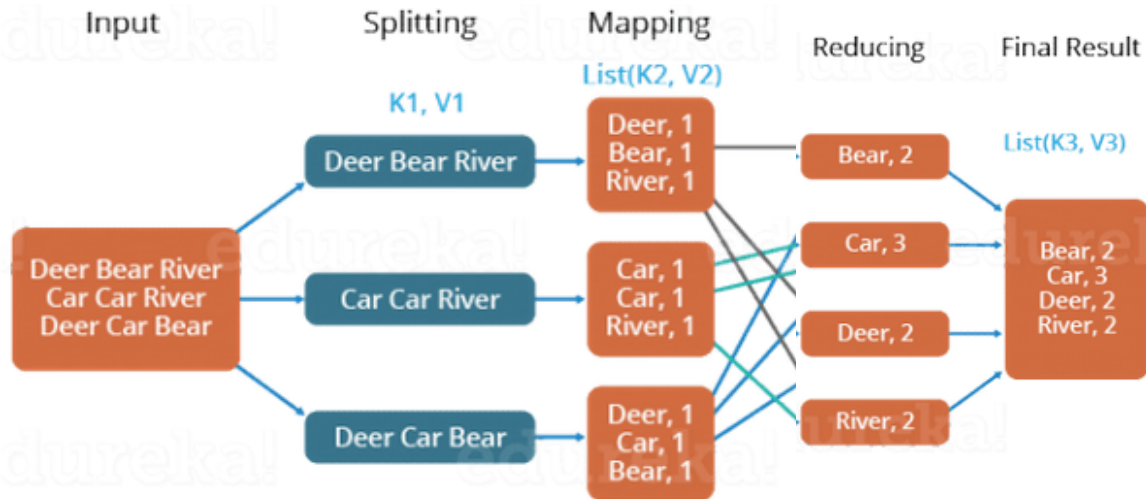 Input
Splitting
Mapping
Reducing
Final Result
K1, V1
List(K2, V2)
List(K3, V3)
Deer Bear River
Car Car River
Deer Car Bear
Deer Bear River
Car Car River
Deer Car Bear
Deer, 1
Bear, 1
River, 1
Car, 1
Car, 1
River, 1
Deer, 1
Car, 1
Bear, 1
Bear, 2
Car, 3
Deer, 2
River, 2
Bear, 2
Car, 3
Deer, 2
River, 2
edureka!